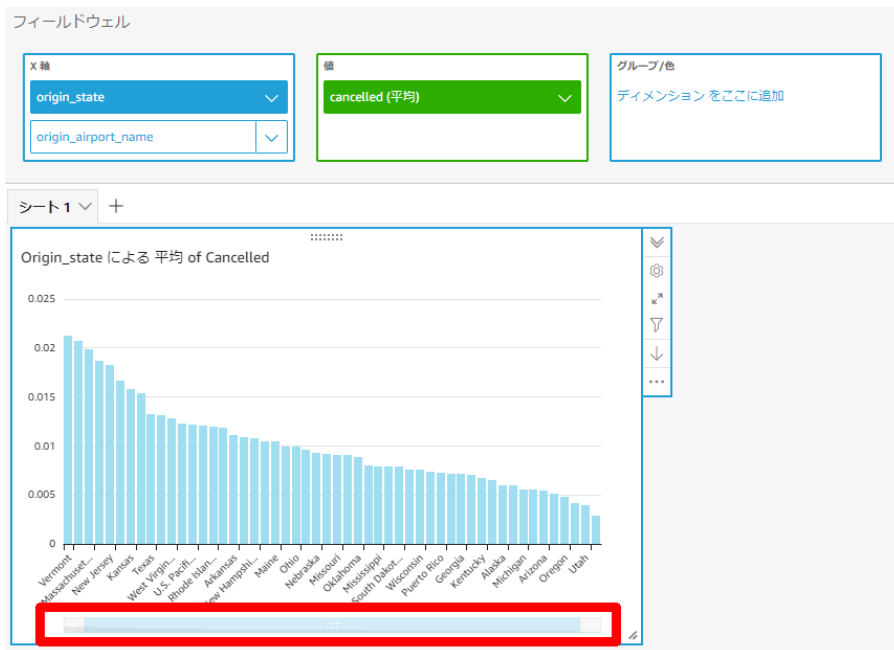 フィールドウェル
X 軸
値
グループ/色
origin_state
cancelled (平均)
ディメンション をここに追加
origin_airport_name
シート 1
Origin_state による 平均 of Cancelled
0.025
0.02
0.015
0.01
0.005
0
Vermont
Massachuset...
New Jersey
Kansas
Texas
West Virgin...
U.S. Pacifi...
Rhode Islan...
Arkansas
New Hampshi...
Maine
Ohio
Nebraska
Missouri
Oklahoma
Mississippi
South Dakot...
Wisconsin
Puerto Rico
Georgia
Kentucky
Alaska
Michigan
Arizona
Oregon
Utah